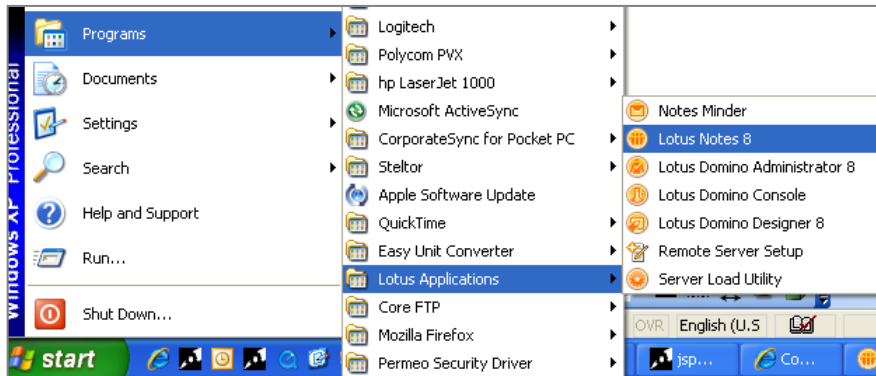 Windows XP Professional
Programs
Documents
Settings
Search
Help and Support
Run...
Shut Down...
Logitech
Polycom PVX
hp LaserJet 1000
Microsoft ActiveSync
CorporateSync for Pocket PC
Steltor
Apple Software Update
QuickTime
Easy Unit Converter
Lotus Applications
Core FTP
Mozilla Firefox
Permeo Security Driver
Notes Minder
Lotus Notes 8
Lotus Domino Administrator 8
Lotus Domino Console
Lotus Domino Designer 8
Remote Server Setup
Server Load Utility
OVR English (U.S
start
jsp...
Co...